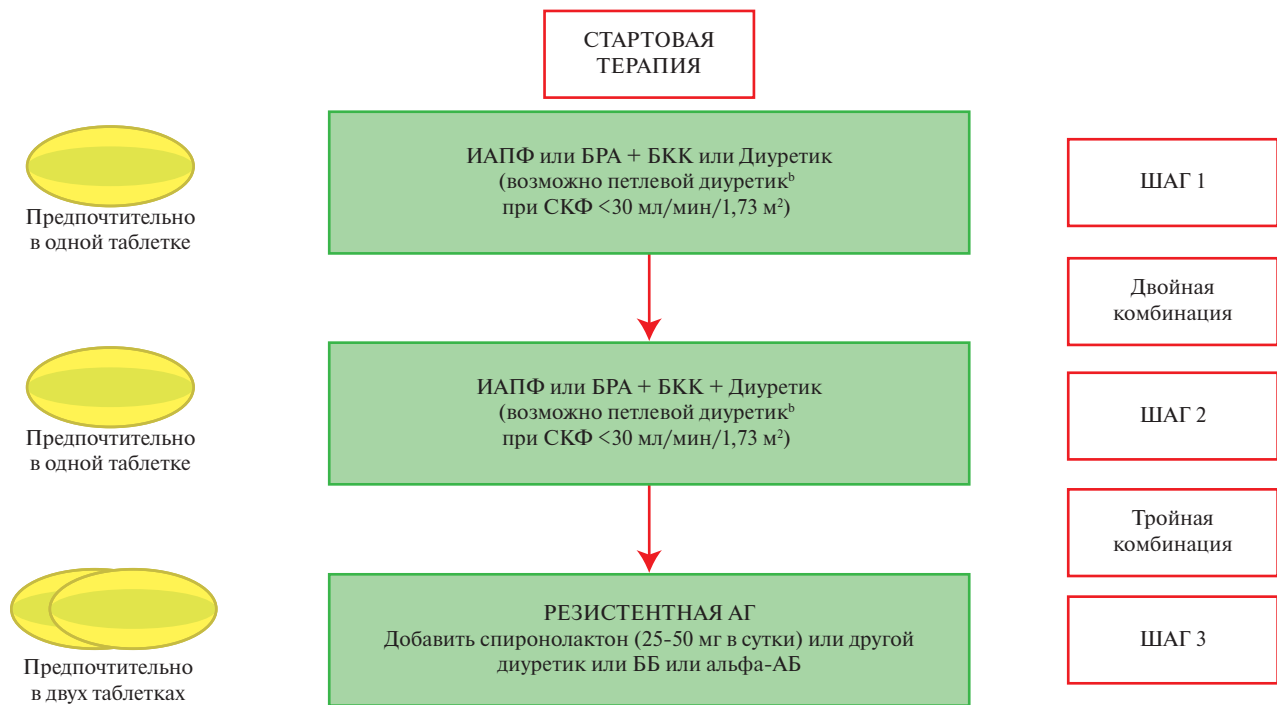 СТАРТОВАЯ
ТЕРАПИЯ
Предпочтительно
в одной таблетке
ИАПФ или БРА + БКК или Диуретик
(возможно петлевой диуретикᵇ
при СКФ <30 мл/мин/1,73 м²)
ШАГ 1
Двойная
комбинация
Предпочтительно
в одной таблетке
ИАПФ или БРА + БКК + Диуретик
(возможно петлевой диуретикᵇ
при СКФ <30 мл/мин/1,73 м²)
ШАГ 2
Тройная
комбинация
Предпочтительно
в двух таблетках
РЕЗИСТЕНТНАЯ АГ
Добавить спиронолактон (25-50 мг в сутки) или другой
диуретик или ББ или альфа-АБ
ШАГ 3